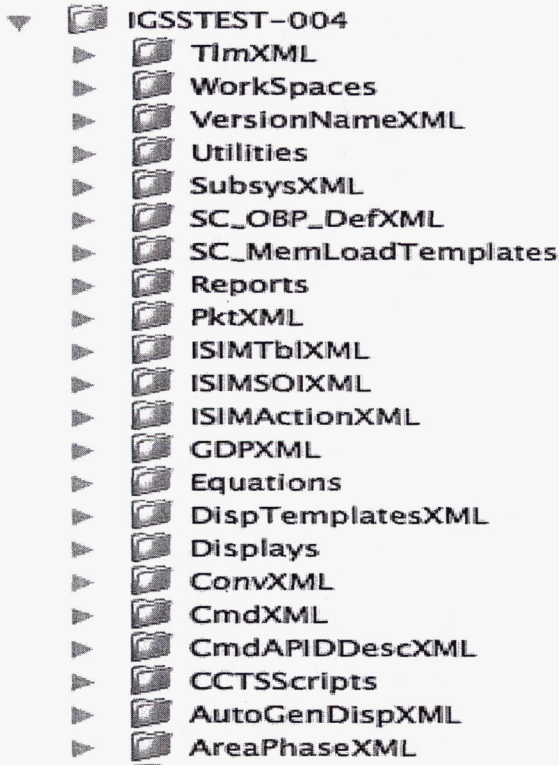 IGSSTEST-004
TlmXML
WorkSpaces
VersionNameXML
Utilities
SubsysXML
SC_OBP_DefXML
SC_MemLoadTemplates
Reports
PktXML
ISIMTblXML
ISIMSOIXML
ISIMActionXML
GDPXML
Equations
DispTemplatesXML
Displays
ConvXML
CmdXML
CmdAPIDDescXML
CCTSScripts
AutoGenDispXML
AreaPhaseXML